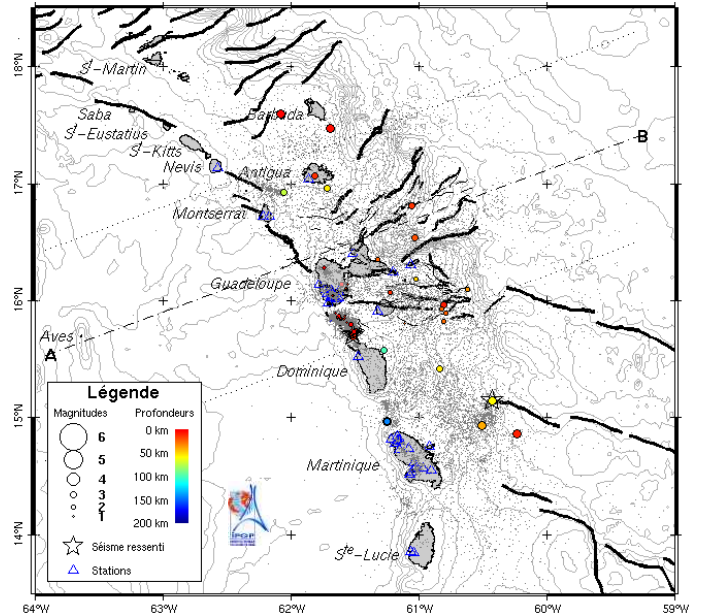 18°N
17°N
16°N
15°N
14°N
64°W
63°W
62°W
61°W
60°W
59°W
Sᵗ-Martin
Saba
Sᵗ-Eustatius
Sᵗ-Kitts
Nevis
Barbuda
Antigua
Montserrat
Guadeloupe
Aves
A
B
Dominique
Martinique
Sᵗᵉ-Lucie
Légende
Magnitudes
Profondeurs
6
5
4
3
2
1
0 km
50 km
100 km
150 km
200 km
Séisme ressenti
Stations
IPGP